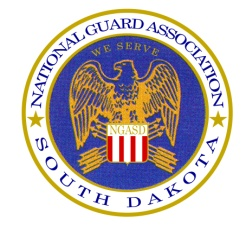 NATIONAL GUARD ASSOCIATION
WE SERVE
NGASD
SOUTH DAKOTA